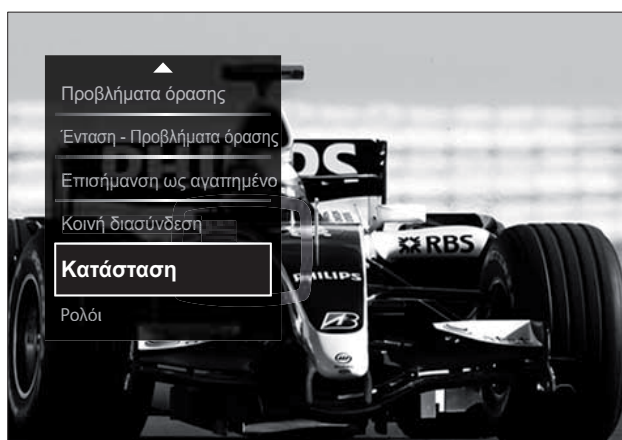 Προβλήματα όρασης
Ένταση - Προβλήματα όρασης
Επισήμανση ως αγαπημένο
Κοινή διασύνδεση
Κατάσταση
Ρολόι
RBS
PHILIPS